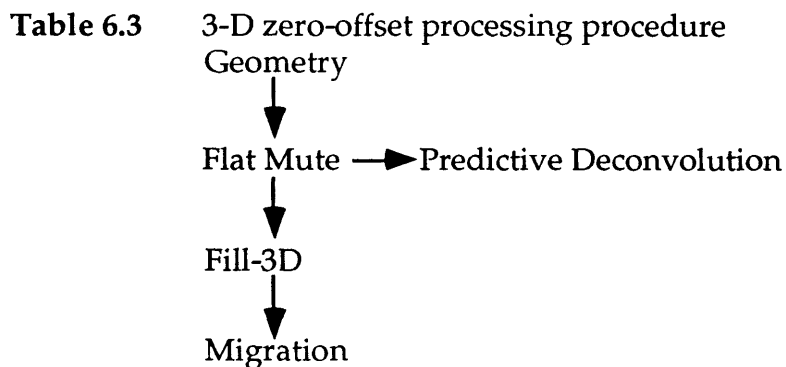 Table 6.3 3-D zero-offset processing procedure
Geometry
Flat Mute Predictive Deconvolution
Fill-3D
Migration